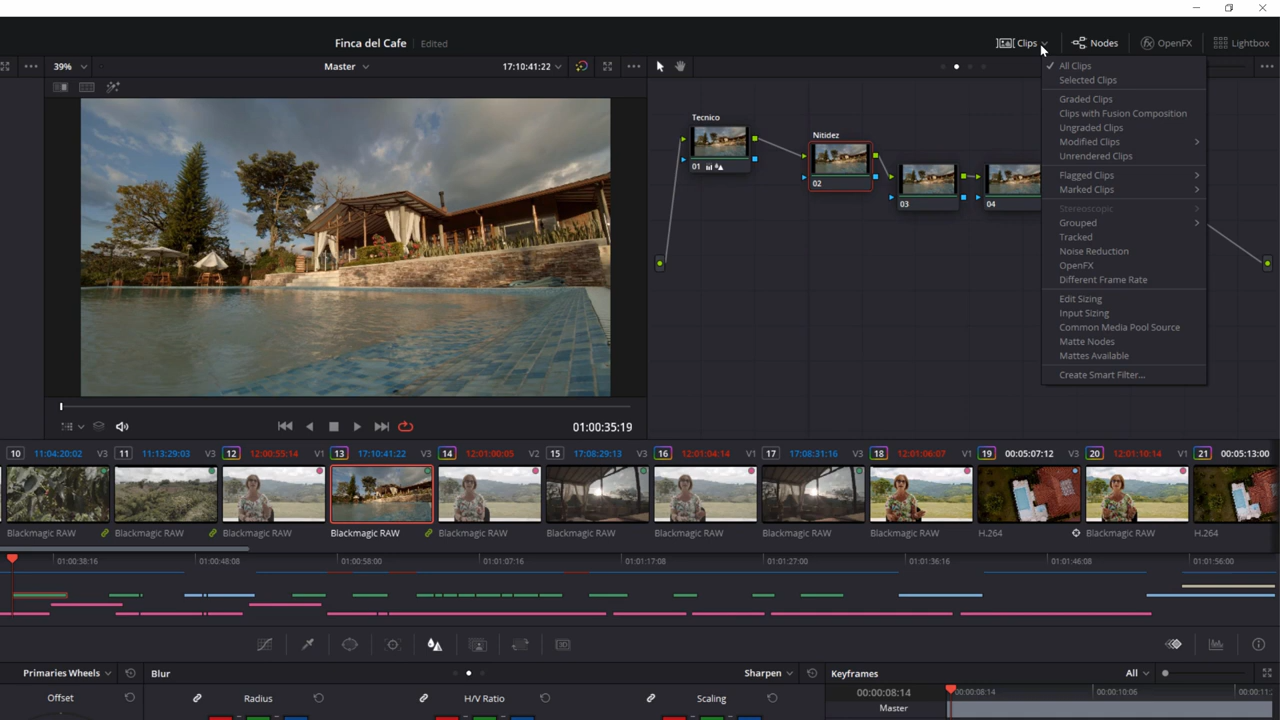 Finca del Cafe Edited
Clips Nodes OpenFX Lightbox
39% Master 17:10:41:22
All Clips
Selected Clips
Graded Clips
Clips with Fusion Composition
Ungraded Clips
Modified Clips
Unrendered Clips
Flagged Clips
Marked Clips
Stereoscopic
Grouped
Tracked
Noise Reduction
OpenFX
Different Frame Rate
Edit Sizing
Input Sizing
Common Media Pool Source
Matte Nodes
Mattes Available
Create Smart Filter...
Tecnico
01
Nitidez
02
03
04
01:00:35:19
10 11:04:20:02 V3 11 11:13:29:03 V3 12 12:00:55:14 V1 13 17:10:41:22 V3 14 12:01:00:05 V2 15 17:08:29:13 V3 16 12:01:04:14 V1 17 17:08:31:16 V3 18 12:01:06:07 V1 19 00:05:07:12 V3 20 12:01:10:14 V1 21 00:05:13:00
Blackmagic RAW Blackmagic RAW Blackmagic RAW Blackmagic RAW Blackmagic RAW Blackmagic RAW Blackmagic RAW Blackmagic RAW Blackmagic RAW H.264 Blackmagic RAW H.264
01:00:38:16 01:00:48:08 01:00:58:00 01:01:07:16 01:01:17:08 01:01:27:00 01:01:36:16 01:01:46:08 01:01:56:00
Primaries Wheels Blur Sharpen Keyframes All
Offset Radius H/V Ratio Scaling
00:00:08:14 00:00:08:14 00:00:10:06 00:00:11:
Master